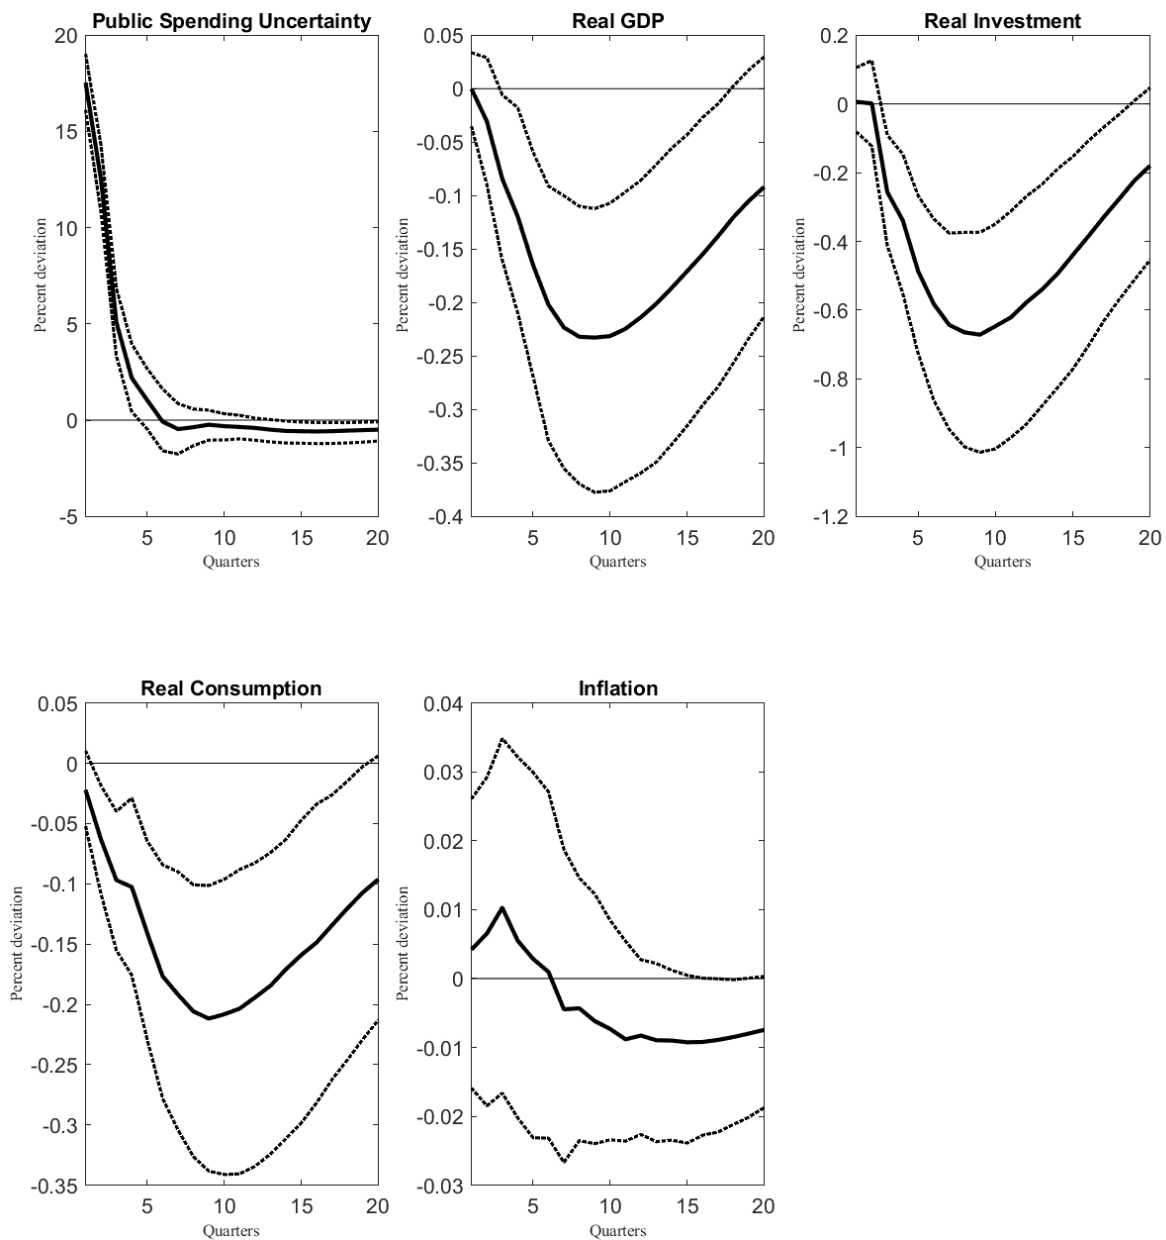 Public Spending Uncertainty
20
15
10
5
0
-5
Percent deviation
5 10 15 20
Quarters
Real GDP
0.05
0
-0.05
-0.1
-0.15
-0.2
-0.25
-0.3
-0.35
-0.4
Percent deviation
5 10 15 20
Quarters
Real Investment
0.2
0
-0.2
-0.4
-0.6
-0.8
-1
-1.2
Percent deviation
5 10 15 20
Quarters
Real Consumption
0.05
0
-0.05
-0.1
-0.15
-0.2
-0.25
-0.3
-0.35
Percent deviation
5 10 15 20
Quarters
Inflation
0.04
0.03
0.02
0.01
0
-0.01
-0.02
-0.03
Percent deviation
5 10 15 20
Quarters